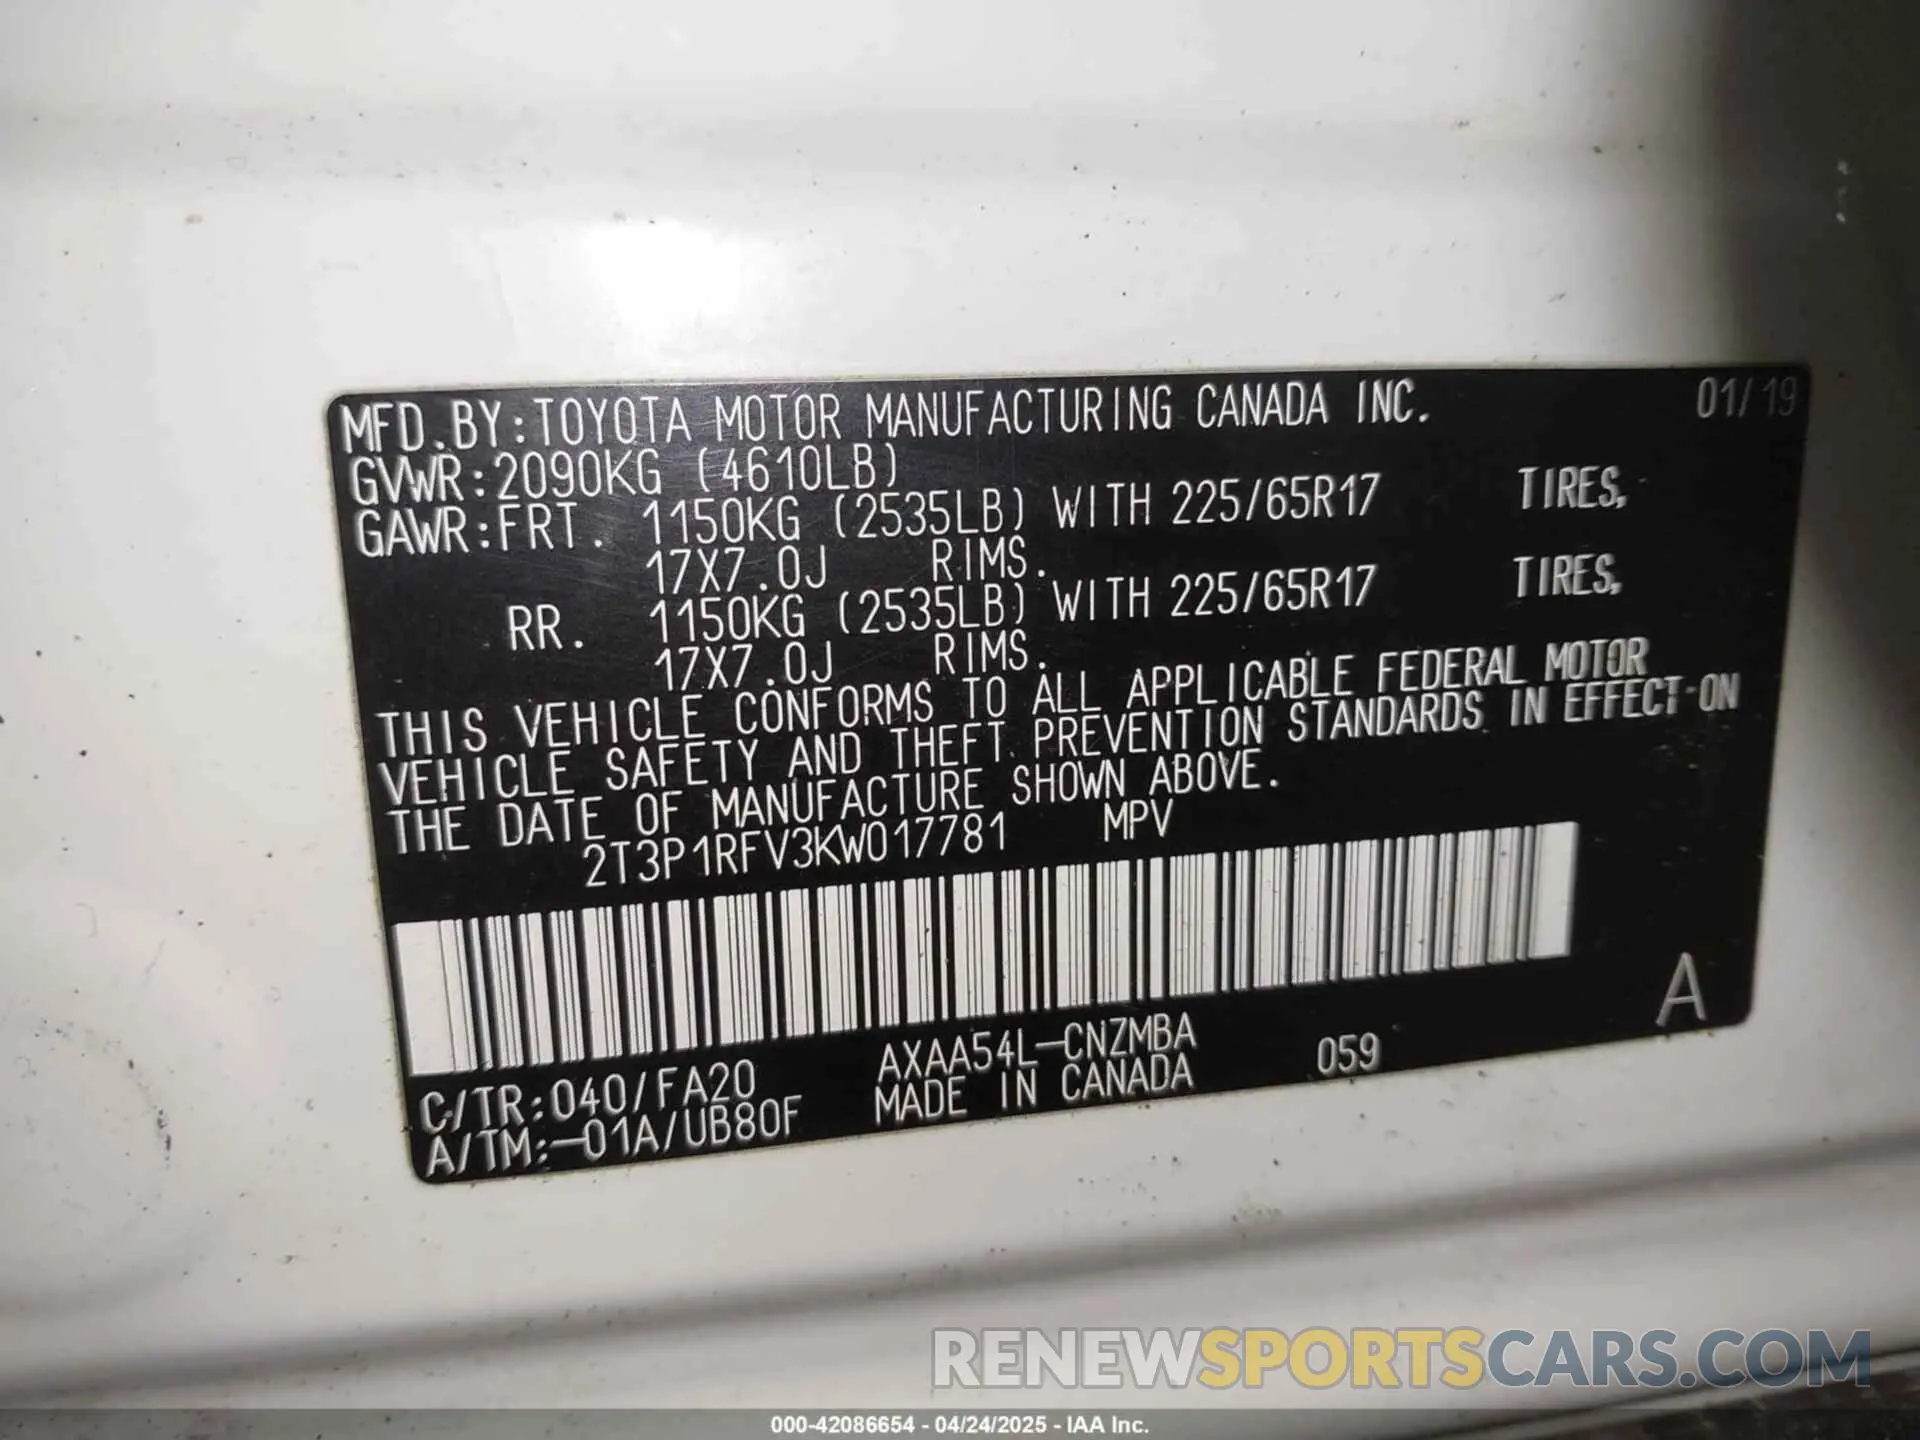 MFD. BY: TOYOTA MOTOR MANUFACTURING CANADA INC. 01/19
GVWR: 2090KG (4610LB)
GAWR: FRT. 1150KG (2535LB) WITH 225/65R17 TIRES,
17X7.0J RIMS.
RR. 1150KG (2535LB) WITH 225/65R17 TIRES,
17X7.0J RIMS.
THIS VEHICLE CONFORMS TO ALL APPLICABLE FEDERAL MOTOR
VEHICLE SAFETY AND THEFT PREVENTION STANDARDS IN EFFECT ON
THE DATE OF MANUFACTURE SHOWN ABOVE.
2T3P1RFV3KW017781 MPV
A
C/TR: 040/FA20 AXAA54L-CNZMBA 059
A/TM: -01A/UB80F MADE IN CANADA
RENEWSPORTSCARS.COM
000-42086654 - 04/24/2025 - IAA Inc.